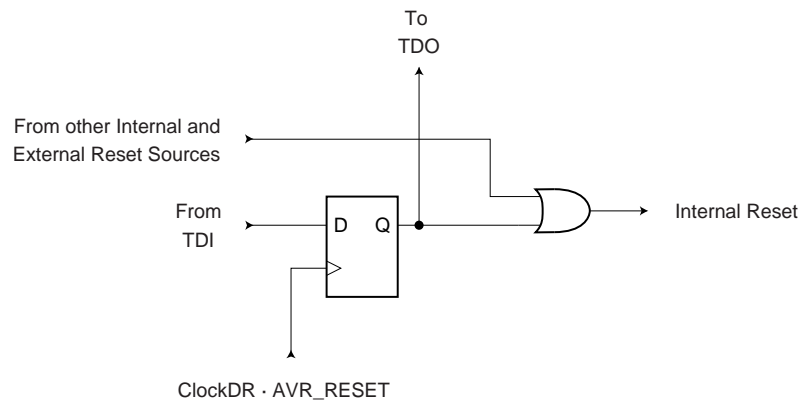 To
TDO
From other Internal and
External Reset Sources
From
TDI
D Q
Internal Reset
ClockDR · AVR_RESET